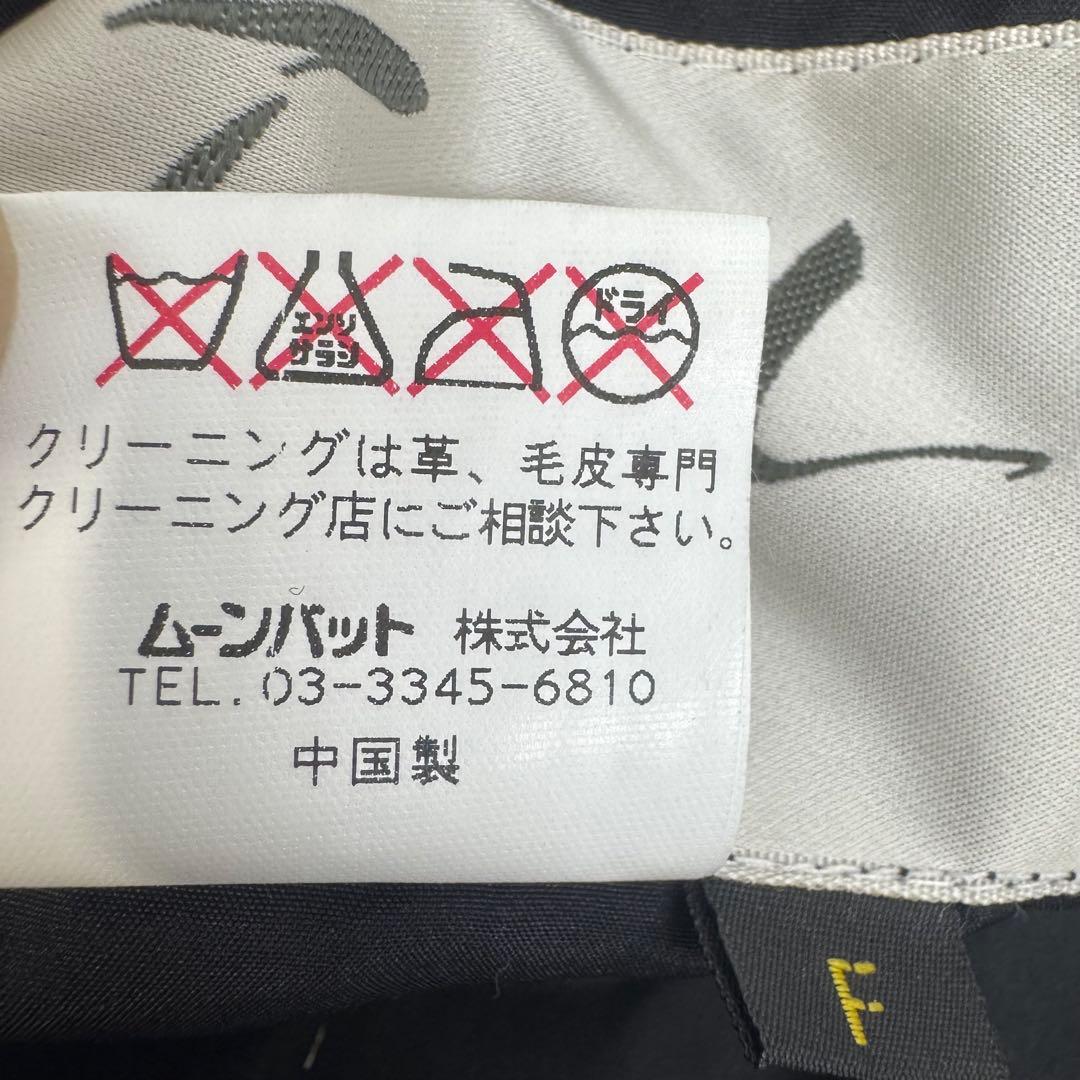 エンソ
サラシ
ドライ
クリーニングは革、毛皮専門
クリーニング店にご相談下さい。
ムーンバット 株式会社
TEL. 03-3345-6810
中国製